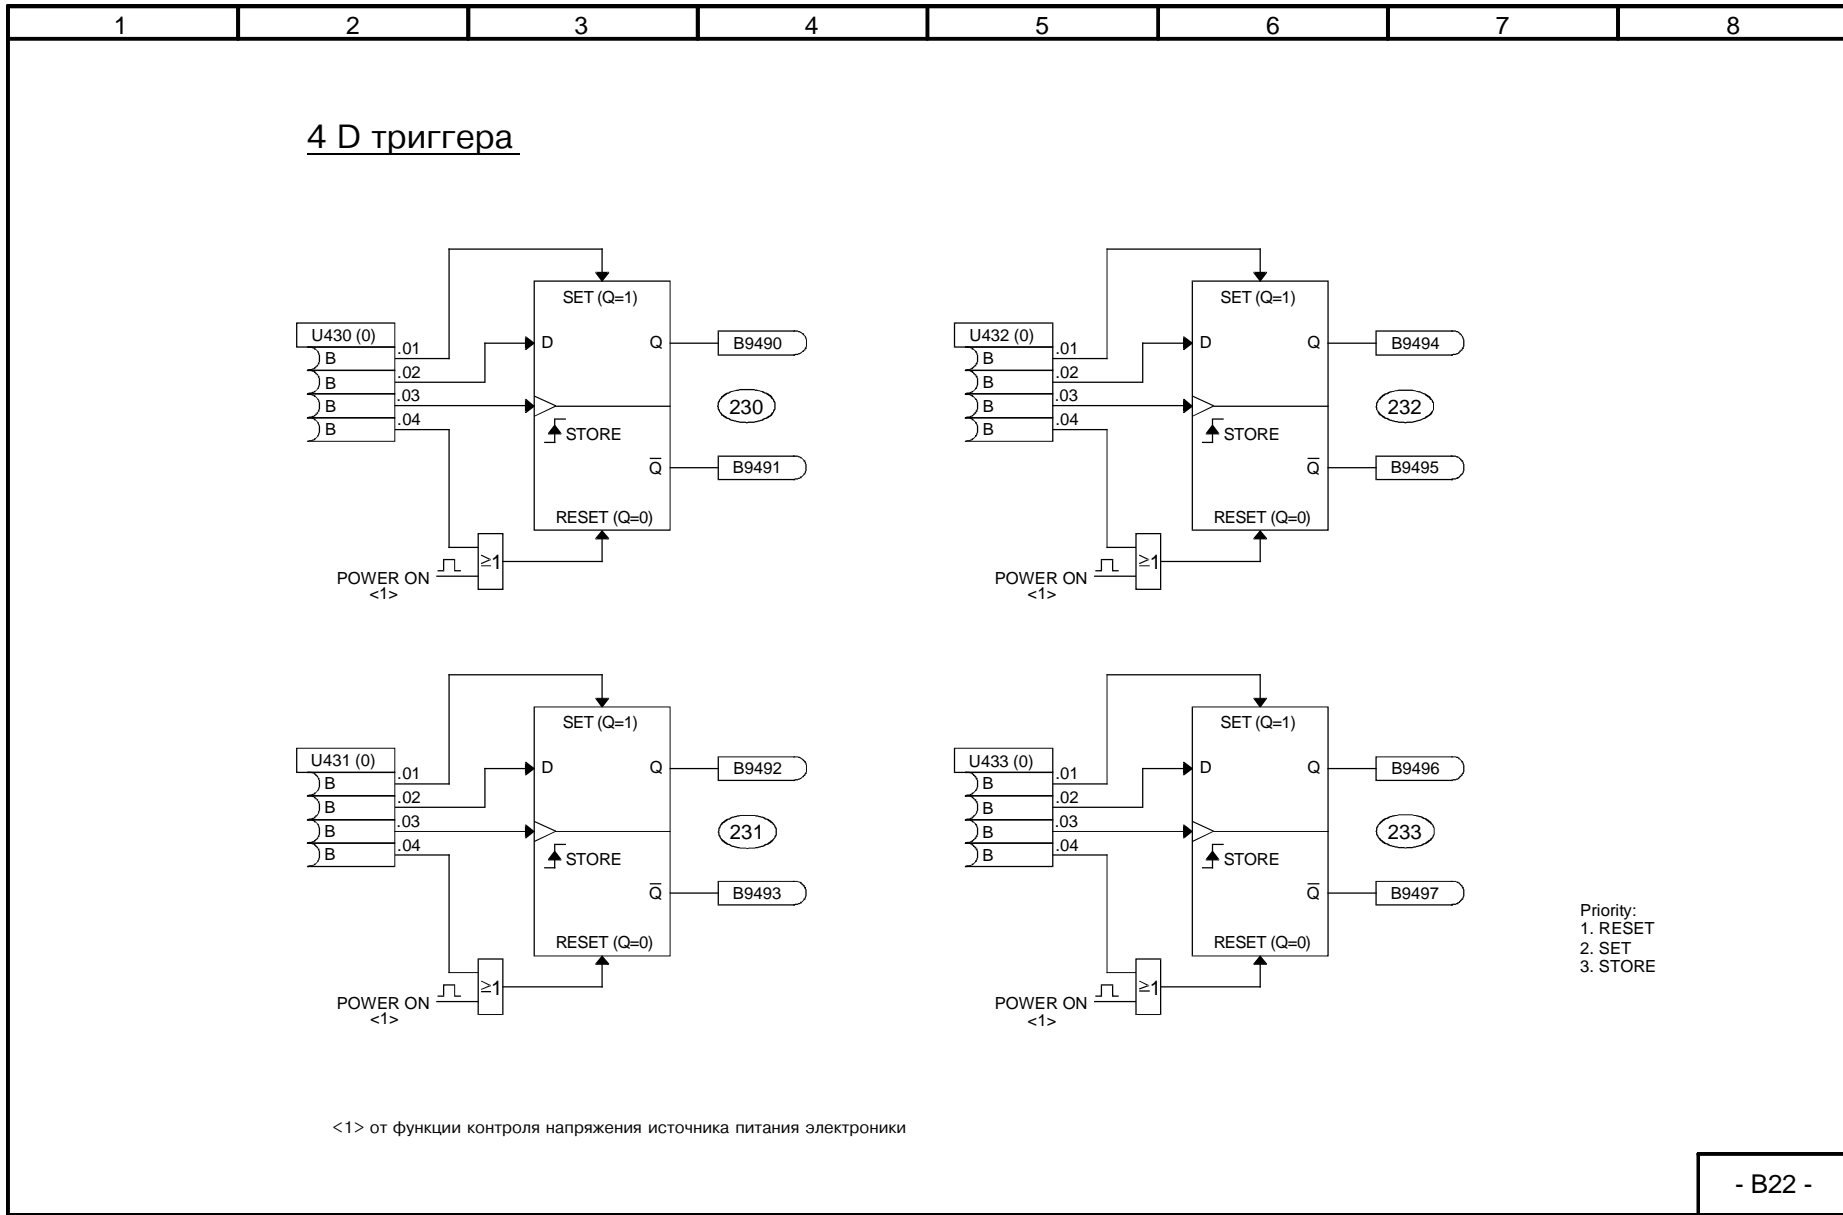 1 2 3 4 5 6 7 8
4 D триггера
SET (Q=1)
U430 (0)
B .01
B .02
B .03
B .04
D Q
B9490
230
STORE
Q̅
B9491
RESET (Q=0)
≥1
POWER ON
<1>
SET (Q=1)
U432 (0)
B .01
B .02
B .03
B .04
D Q
B9494
232
STORE
Q̅
B9495
RESET (Q=0)
≥1
POWER ON
<1>
SET (Q=1)
U431 (0)
B .01
B .02
B .03
B .04
D Q
B9492
231
STORE
Q̅
B9493
RESET (Q=0)
≥1
POWER ON
<1>
SET (Q=1)
U433 (0)
B .01
B .02
B .03
B .04
D Q
B9496
233
STORE
Q̅
B9497
RESET (Q=0)
≥1
POWER ON
<1>
Priority:
1. RESET
2. SET
3. STORE
<1> от функции контроля напряжения источника питания электроники
- B22 -